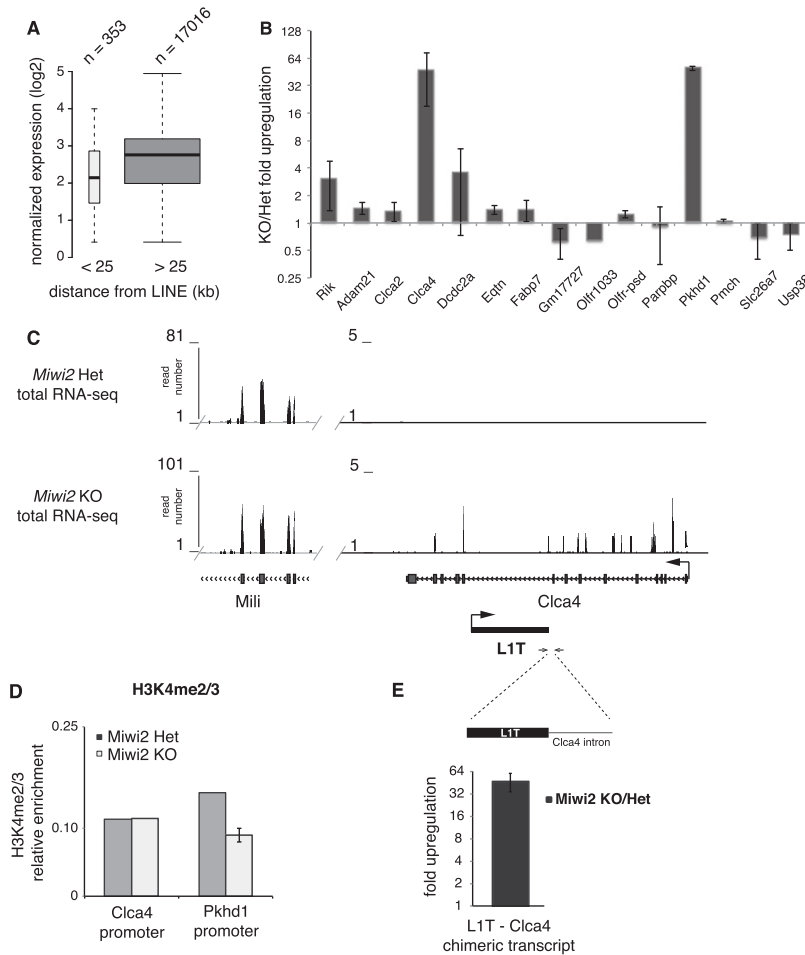 A
n = 353
n = 17016
normalized expression (log2)
5
4
3
2
1
0
< 25
> 25
distance from LINE (kb)
B
KO/Het fold upregulation
128
64
32
16
8
4
2
1
0.5
0.25
Rik
Adam21
Clca2
Clca4
Dcdc2a
Eqtn
Fabp7
Gm17727
Olfr1033
Olfr-psd
Parpbp
Pkhd1
Pmch
Slc26a7
Usp38
C
Miwi2 Het
total RNA-seq
81
read
number
1
5
1
Miwi2 KO
total RNA-seq
101
read
number
1
5
1
Mili
Clca4
L1T
D
H3K4me2/3
H3K4me2/3
relative enrichment
0.25
0.10
0
Miwi2 Het
Miwi2 KO
Clca4
promoter
Pkhd1
promoter
E
L1T
Clca4 intron
fold upregulation
64
32
16
8
4
2
1
Miwi2 KO/Het
L1T - Clca4
chimeric transcript